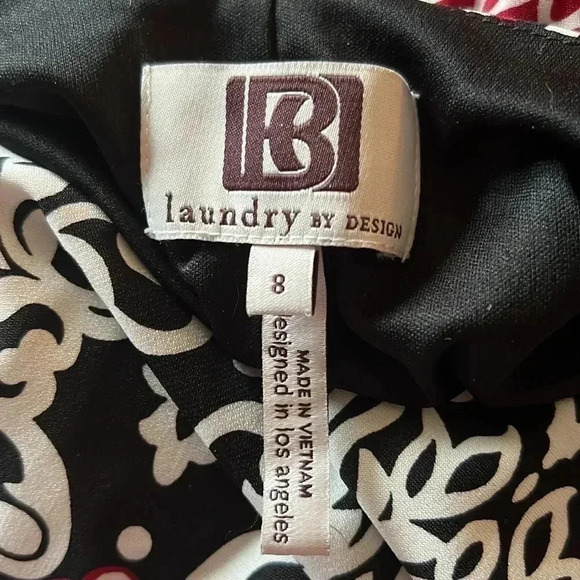 laundry BY DESIGN
8
MADE IN VIETNAM
designed in los angeles